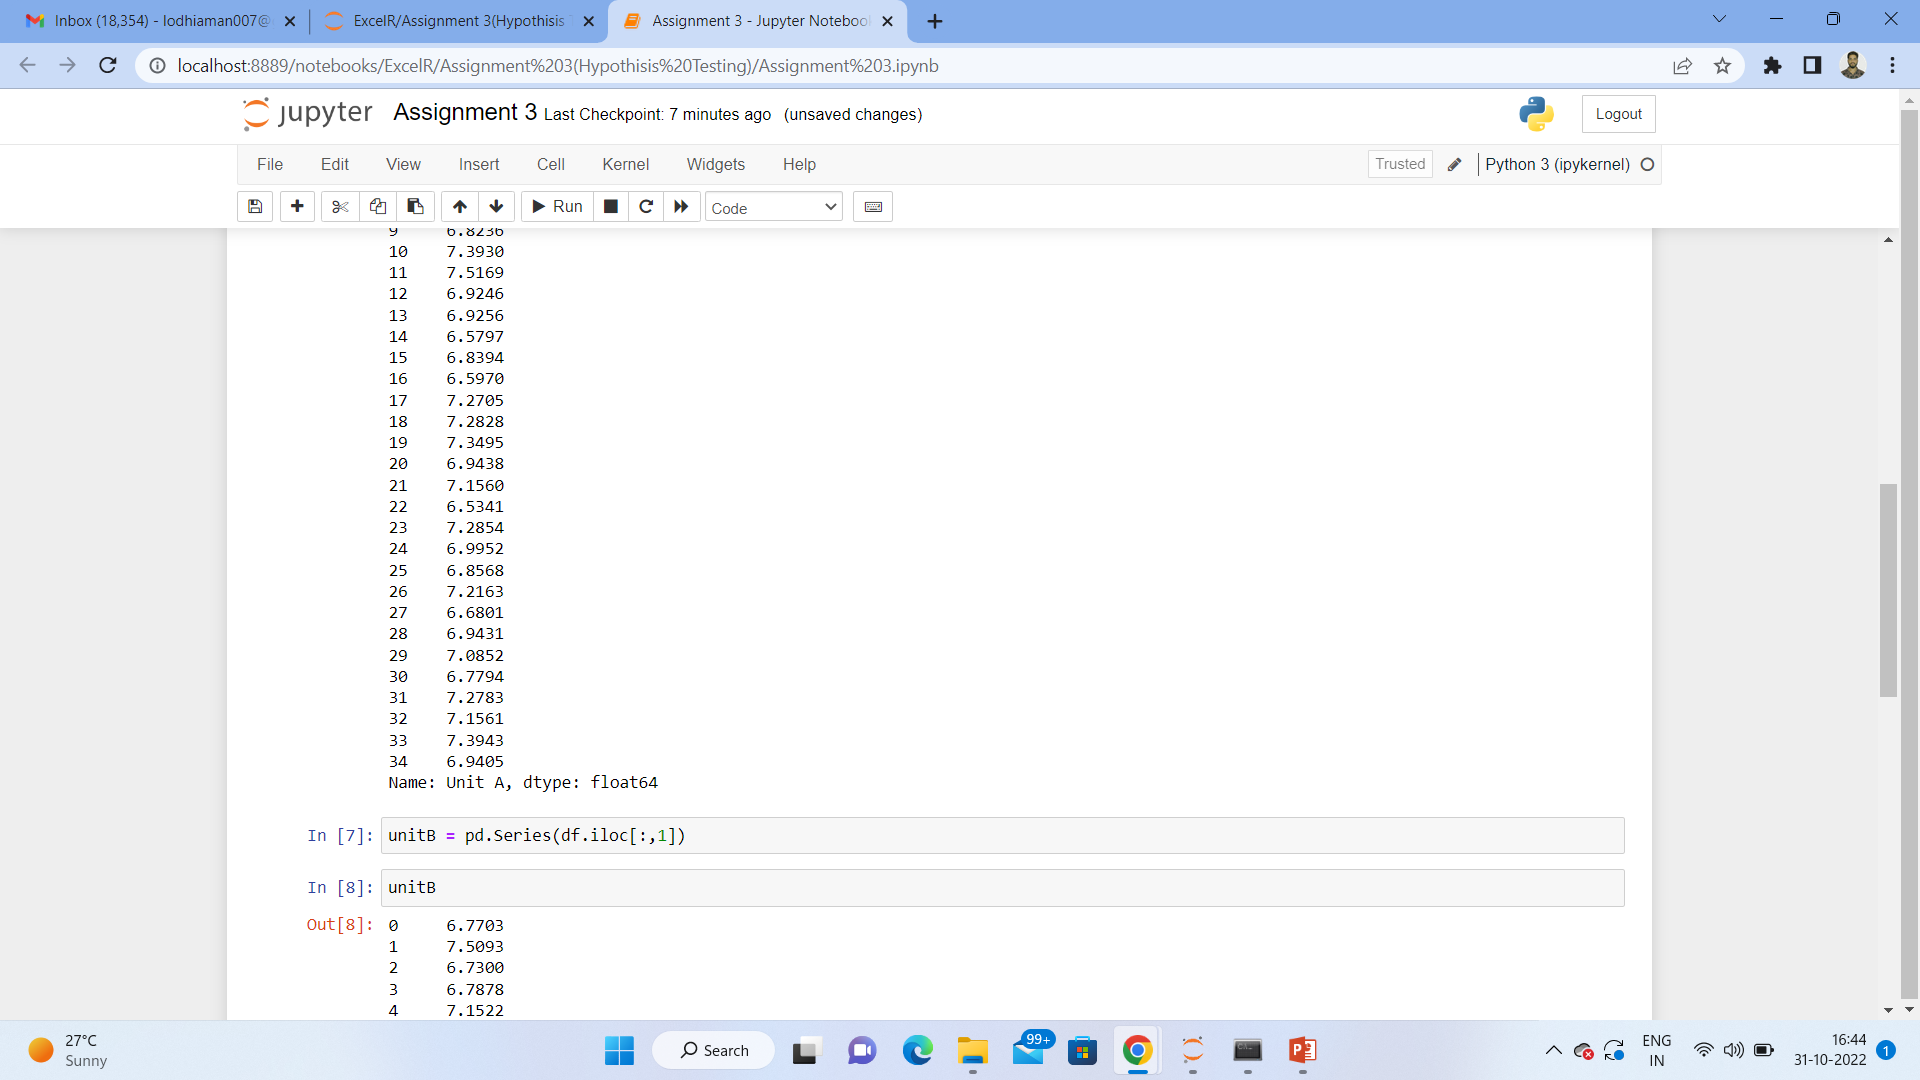 Inbox (18,354) - lodhiaman007@
ExcelR/Assignment 3(Hypothisis
Assignment 3 - Jupyter Notebook
localhost:8889/notebooks/ExcelR/Assignment%203(Hypothisis%20Testing)/Assignment%203.ipynb
jupyter Assignment 3 Last Checkpoint: 7 minutes ago (unsaved changes)
Logout
File Edit View Insert Cell Kernel Widgets Help
Trusted
Python 3 (ipykernel)
Run
Code
9 6.8236
10 7.3930
11 7.5169
12 6.9246
13 6.9256
14 6.5797
15 6.8394
16 6.5970
17 7.2705
18 7.2828
19 7.3495
20 6.9438
21 7.1560
22 6.5341
23 7.2854
24 6.9952
25 6.8568
26 7.2163
27 6.6801
28 6.9431
29 7.0852
30 6.7794
31 7.2783
32 7.1561
33 7.3943
34 6.9405
Name: Unit A, dtype: float64
In [7]: unitB = pd.Series(df.iloc[:,1])
In [8]: unitB
Out[8]: 0 6.7703
1 7.5093
2 6.7300
3 6.7878
4 7.1522
27°C
Sunny
Search
99+
ENG
IN
16:44
31-10-2022
1